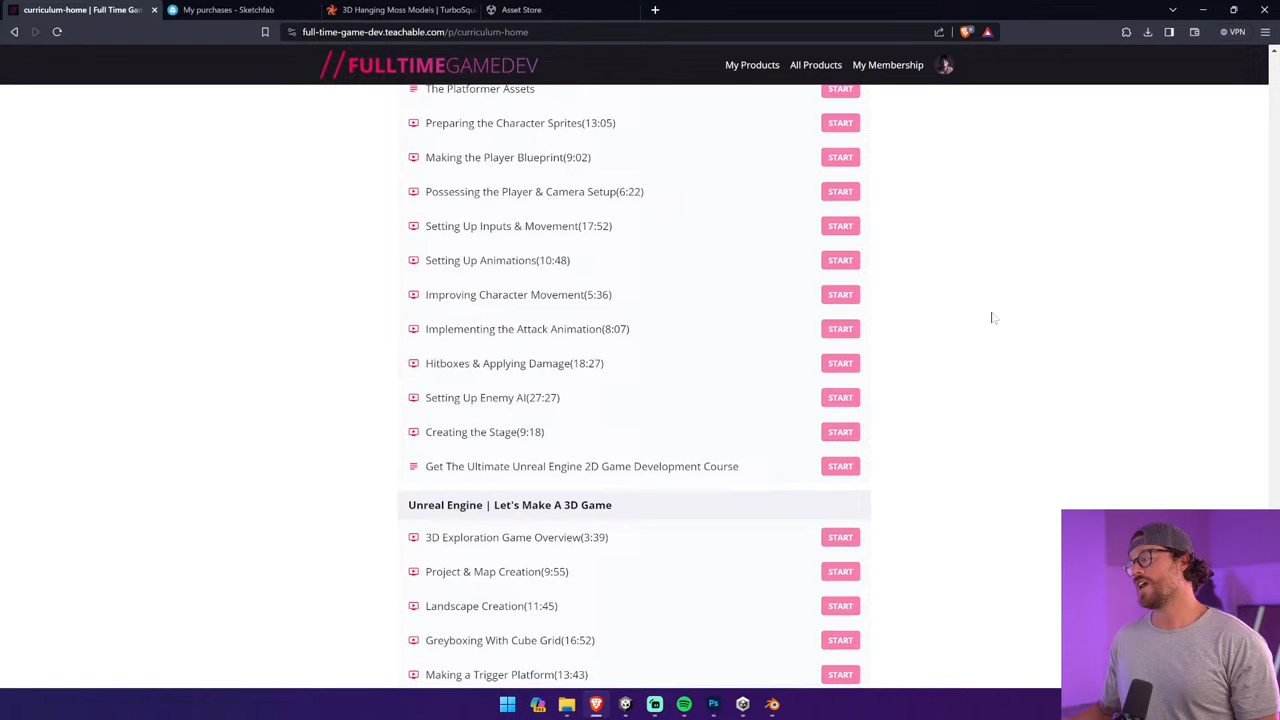 curriculum-home | Full Time Gam
My purchases - Sketchfab
3D Hanging Moss Models | TurboSqu
Asset Store
full-time-game-dev.teachable.com/p/curriculum-home
VPN
// FULLTIMEGAMEDEV
My Products
All Products
My Membership
The Platformer Assets
START
Preparing the Character Sprites(13:05)
START
Making the Player Blueprint(9:02)
START
Possessing the Player & Camera Setup(6:22)
START
Setting Up Inputs & Movement(17:52)
START
Setting Up Animations(10:48)
START
Improving Character Movement(5:36)
START
Implementing the Attack Animation(8:07)
START
Hitboxes & Applying Damage(18:27)
START
Setting Up Enemy AI(27:27)
START
Creating the Stage(9:18)
START
Get The Ultimate Unreal Engine 2D Game Development Course
START
Unreal Engine | Let's Make A 3D Game
3D Exploration Game Overview(3:39)
START
Project & Map Creation(9:55)
START
Landscape Creation(11:45)
START
Greyboxing With Cube Grid(16:52)
START
Making a Trigger Platform(13:43)
START